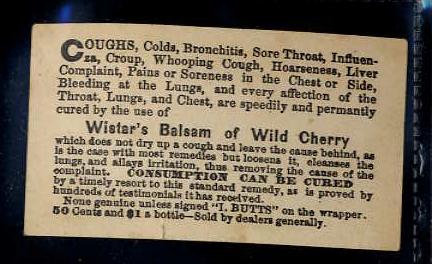 COUGHS, Colds, Bronchitis, Sore Throat, Influen-
za, Croup, Whooping Cough, Hoarseness, Liver
Complaint, Pains or Soreness in the Chest or Side,
Bleeding at the Lungs, and every affection of the
Throat, Lungs, and Chest, are speedily and permantly
cured by the use of
Wistar's Balsam of Wild Cherry
which does not dry up a cough and leave the cause behind, as
is the case with most remedies but loosens it, cleanses the
lungs, and allays irritation, thus removing the cause of the
complaint. CONSUMPTION CAN BE CURED
by a timely resort to this standard remedy, as is proved by
hundreds of testimonials it has received.
None genuine unless signed "I. BUTTS" on the wrapper.
50 Cents and $1 a bottle—Sold by dealers generally.